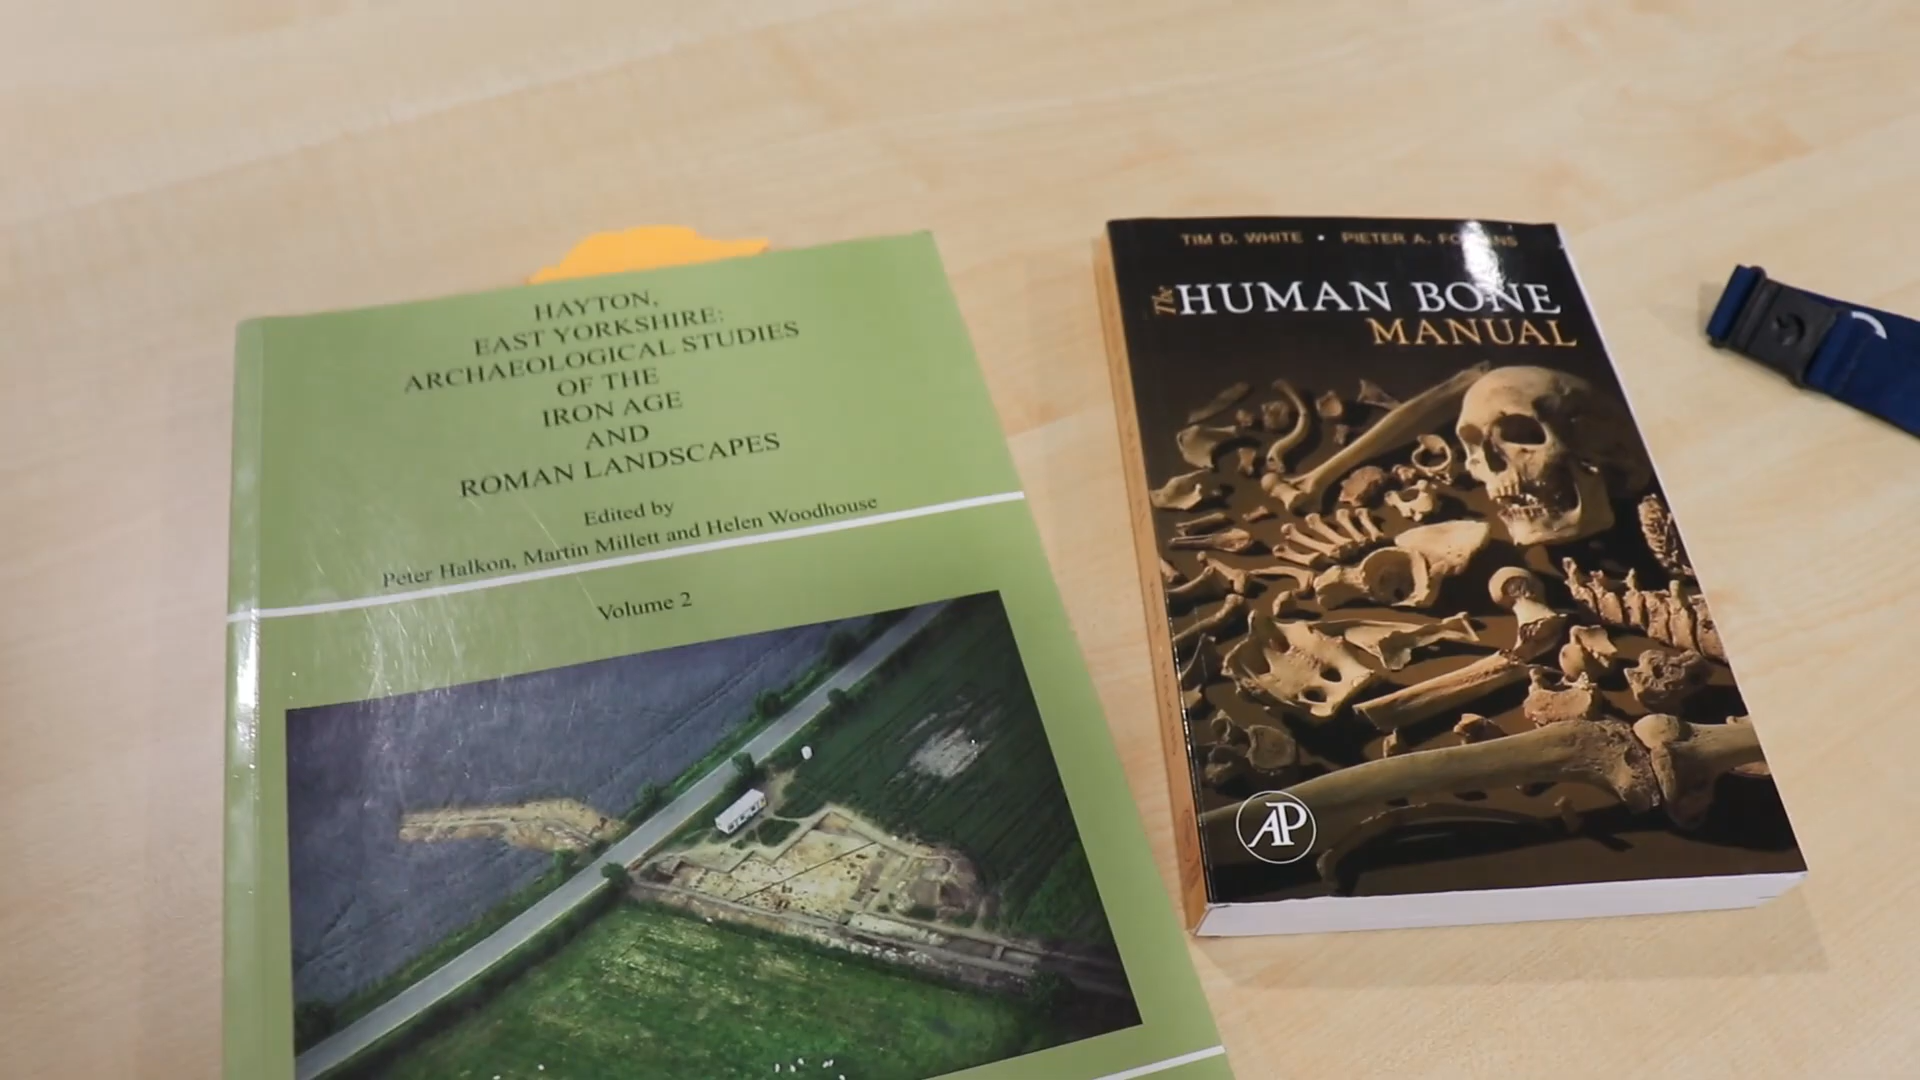 HAYTON,
EAST YORKSHIRE:
ARCHAEOLOGICAL STUDIES
OF THE
IRON AGE
AND
ROMAN LANDSCAPES
Edited by
Peter Halkon, Martin Millett and Helen Woodhouse
Volume 2
TIM D. WHITE • PIETER A.
The HUMAN BONE
MANUAL
AP